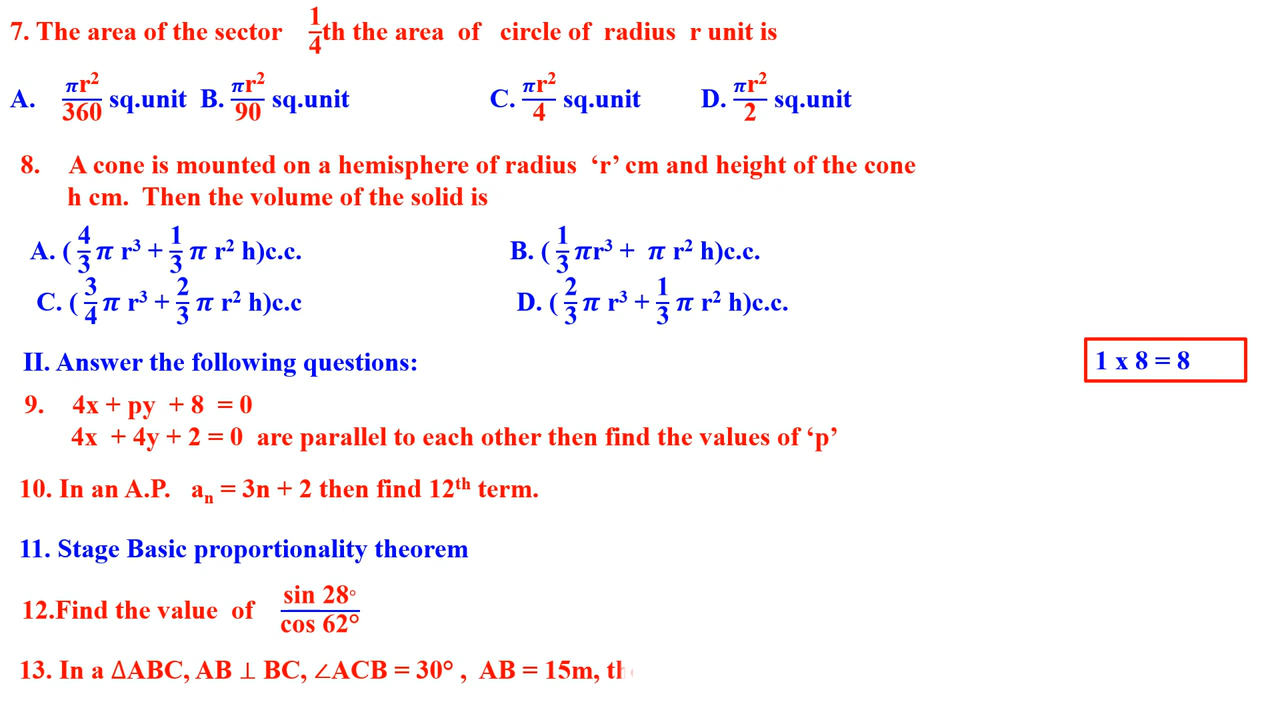 7. The area of the sector 1/4th the area of circle of radius r unit is
A. πr²/360 sq.unit B. πr²/90 sq.unit C. πr²/4 sq.unit D. πr²/2 sq.unit
8. A cone is mounted on a hemisphere of radius ‘r’ cm and height of the cone
h cm. Then the volume of the solid is
A. (4/3 π r³ + 1/3 π r² h)c.c. B. (1/3 πr³ + π r² h)c.c.
C. (3/4 π r³ + 2/3 π r² h)c.c D. (2/3 π r³ + 1/3 π r² h)c.c.
II. Answer the following questions: 1 x 8 = 8
9. 4x + py + 8 = 0
4x + 4y + 2 = 0 are parallel to each other then find the values of ‘p’
10. In an A.P. aₙ = 3n + 2 then find 12ᵗʰ term.
11. Stage Basic proportionality theorem
12.Find the value of sin 28°/cos 62°
13. In a ΔABC, AB ⊥ BC, ∠ACB = 30° , AB = 15m,